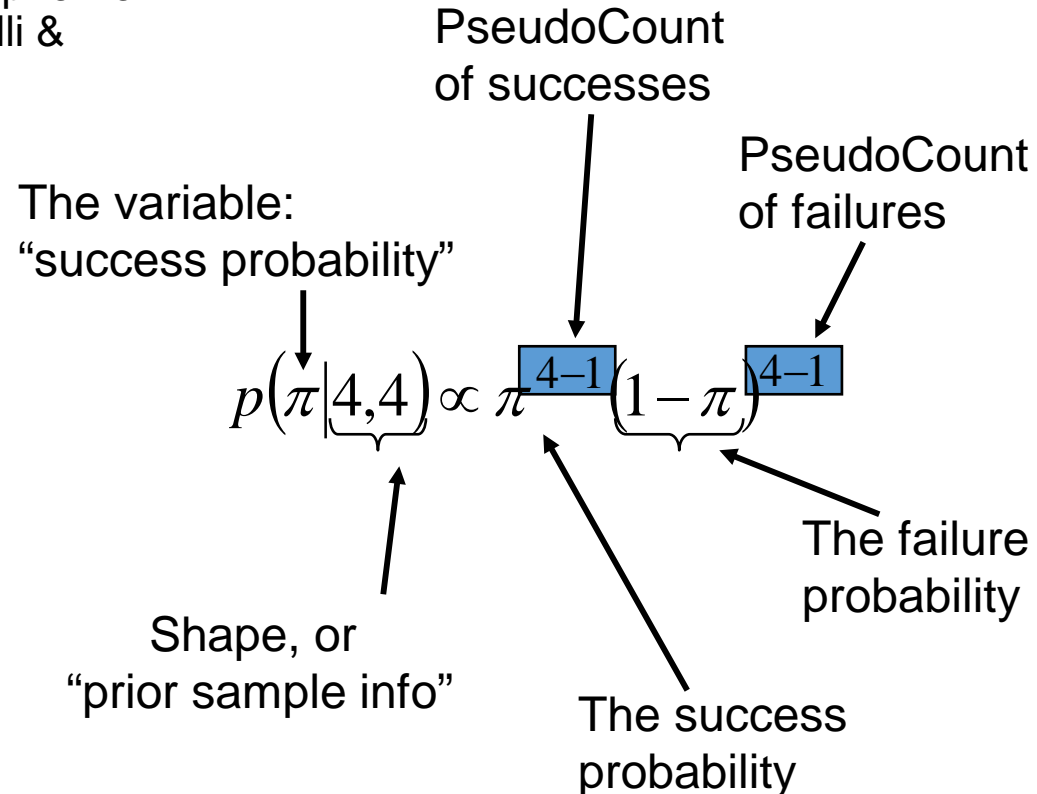 lli &
PseudoCount
of successes
PseudoCount
of failures
The variable:
“success probability”
p(π|4,4) ∝ π^{4−1}(1 − π)^{4−1}
The failure
probability
Shape, or
“prior sample info”
The success
probability